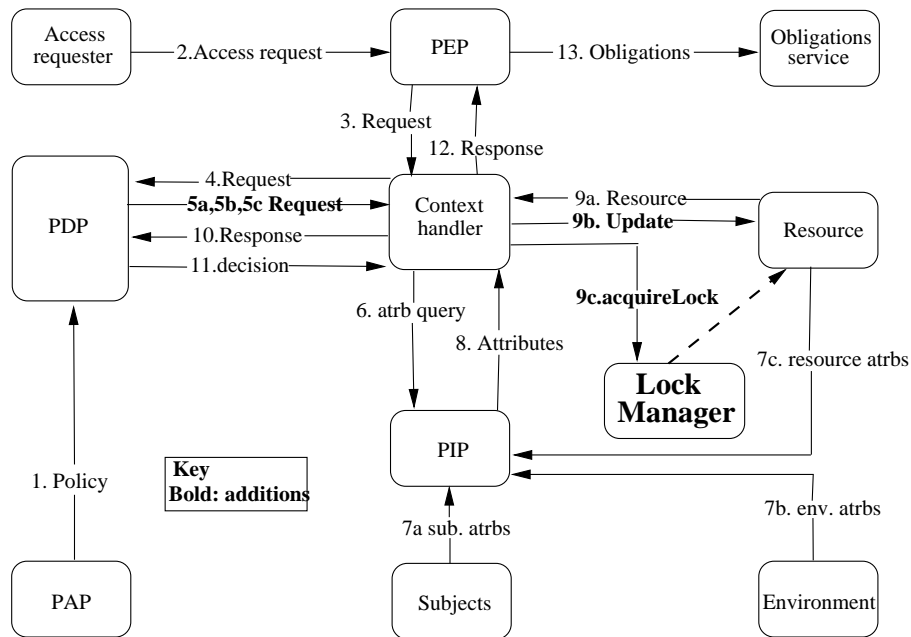 Access
requester
2.Access request
PEP
13. Obligations
Obligations
service
3. Request
12. Response
PDP
4.Request
5a,5b,5c Request
10.Response
11.decision
Context
handler
9a. Resource
9b. Update
Resource
9c.acquireLock
6. atrb query
8. Attributes
7c. resource atrbs
Lock
Manager
PIP
1. Policy
Key
Bold: additions
7a sub. atrbs
7b. env. atrbs
PAP
Subjects
Environment